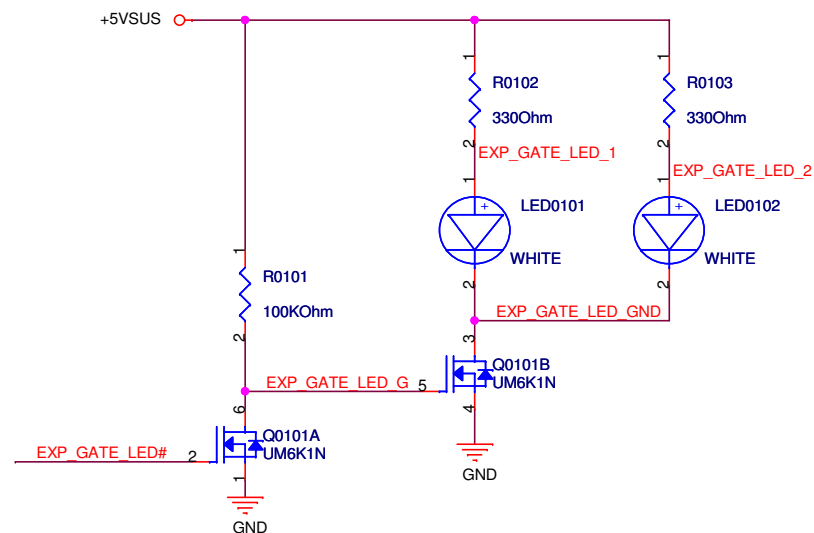 +5VSUS
1
R0102
330Ohm
2
EXP_GATE_LED_1
1
R0103
330Ohm
2
EXP_GATE_LED_2
1
LED0101
WHITE
2
1
LED0102
WHITE
2
1
R0101
100KOhm
2
EXP_GATE_LED_GND
3
EXP_GATE_LED_G
5
Q0101B
UM6K1N
4
GND
6
EXP_GATE_LED#
2
Q0101A
UM6K1N
1
GND